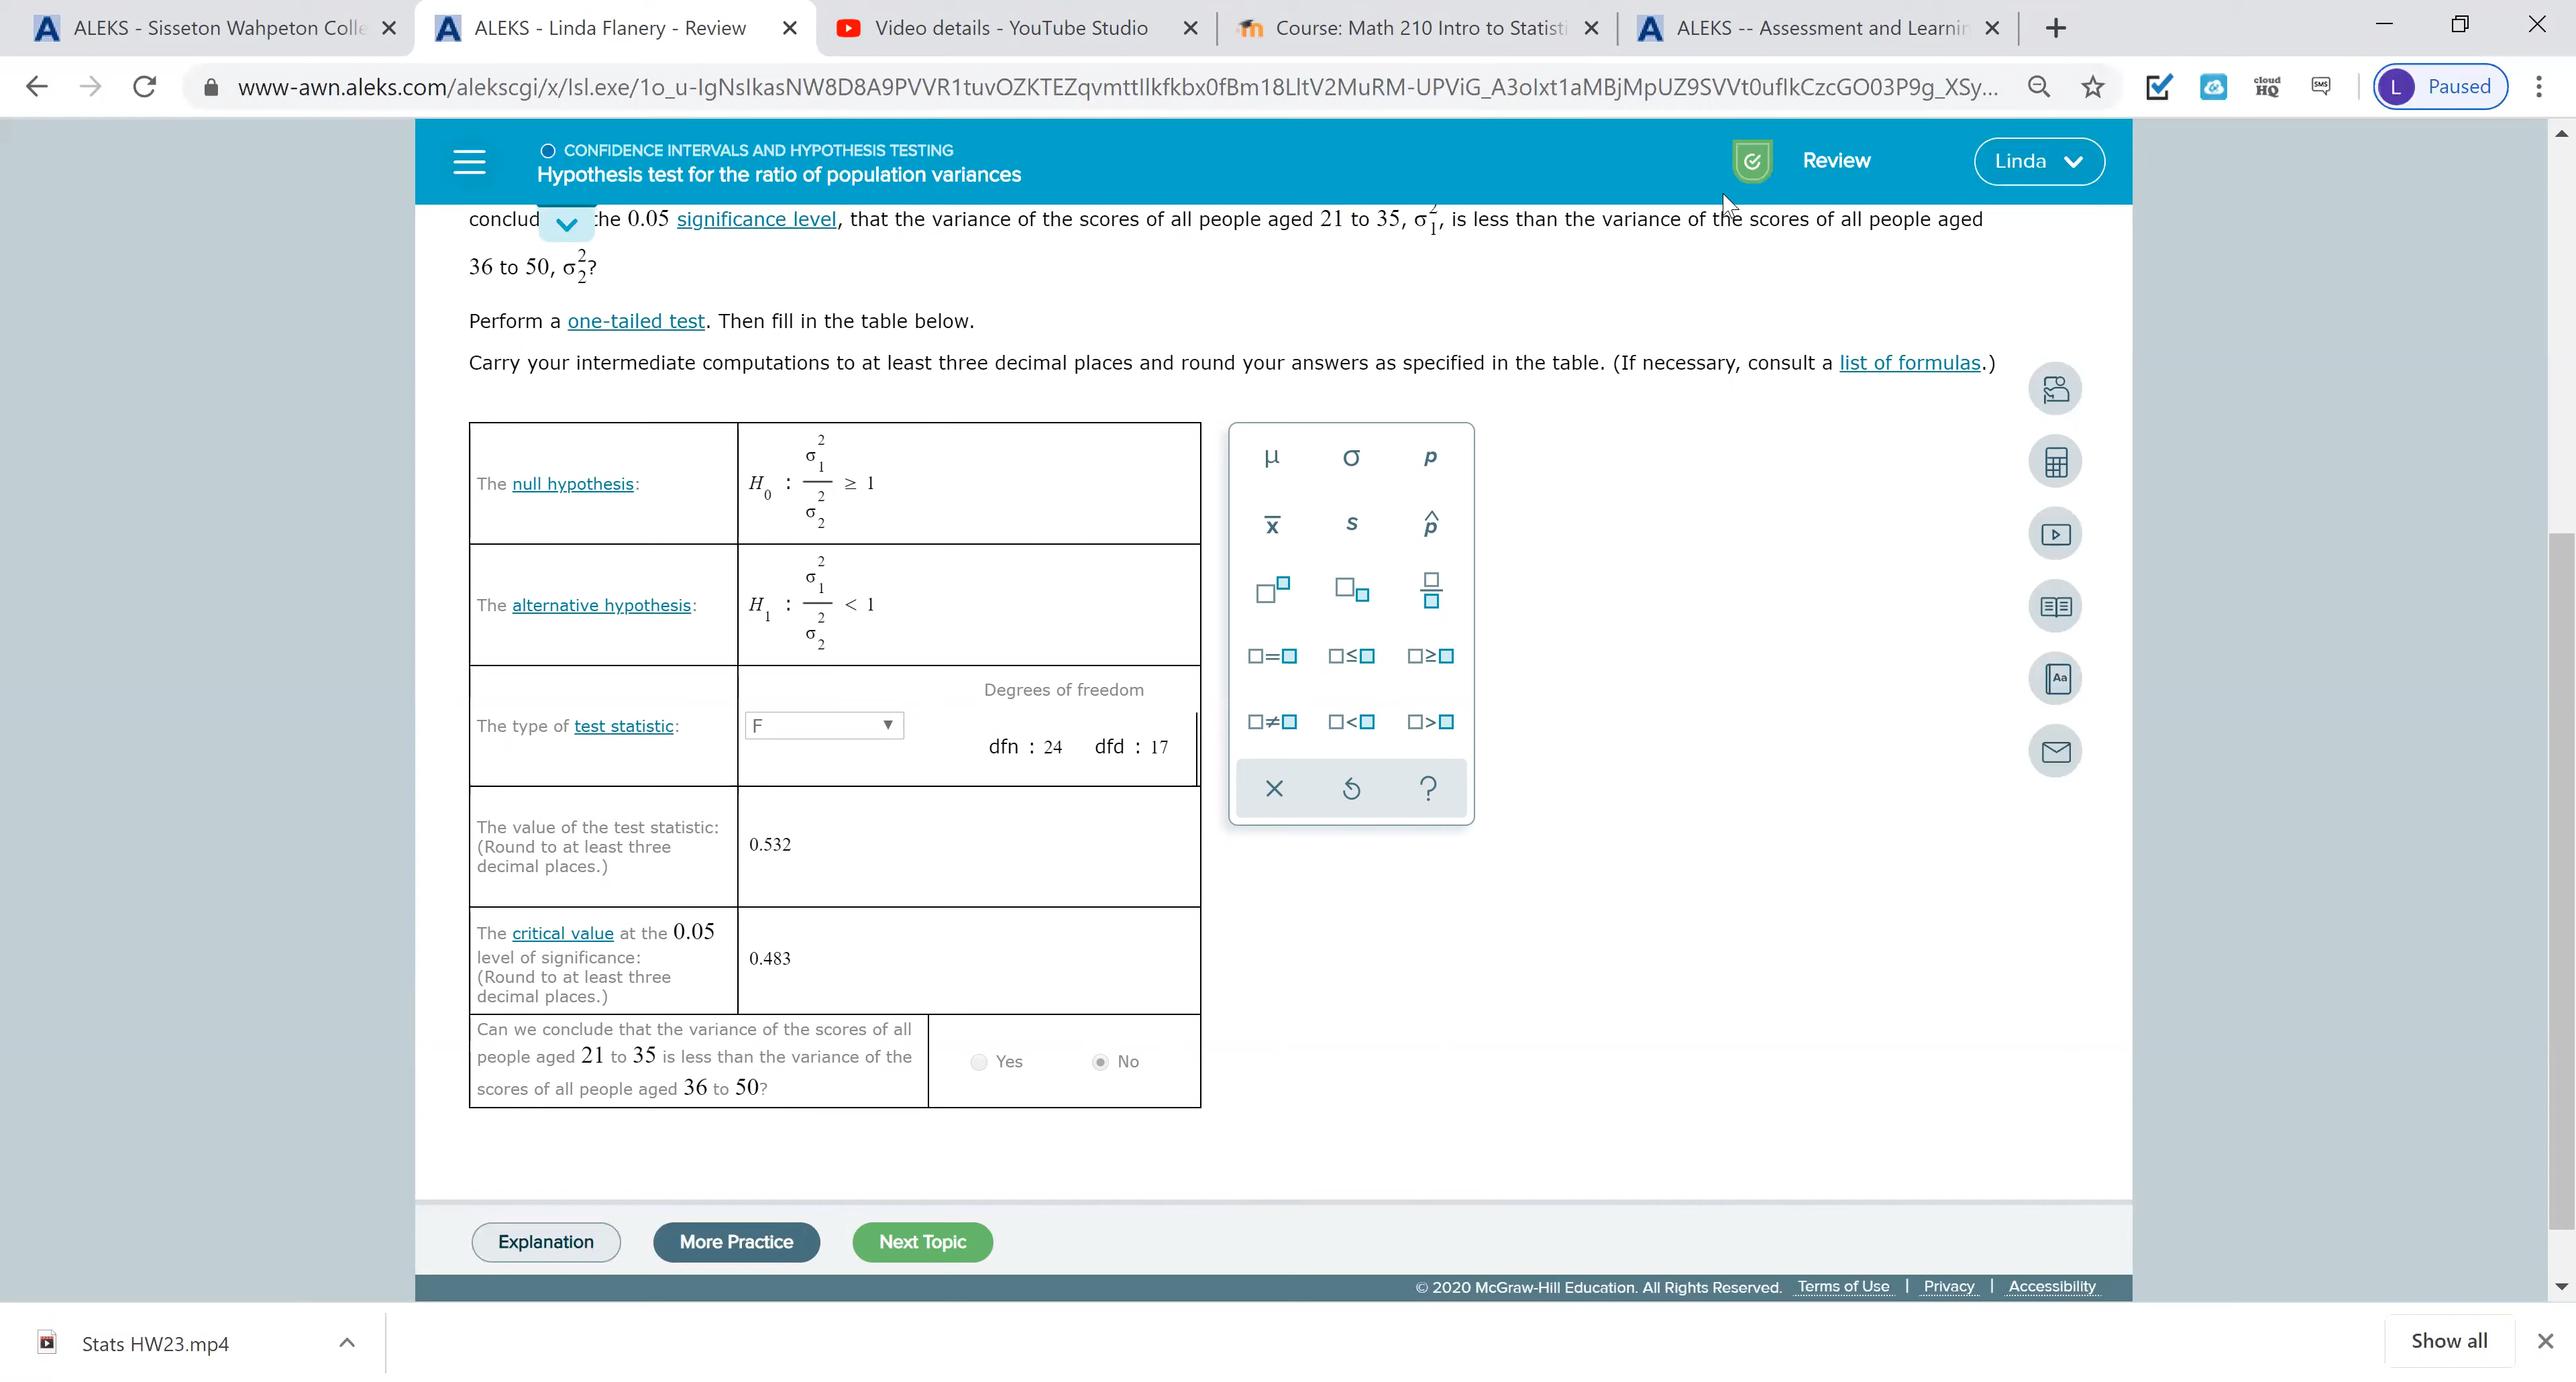 ALEKS - Sisseton Wahpeton Colle
ALEKS - Linda Flanery - Review
Video details - YouTube Studio
Course: Math 210 Intro to Statisti
ALEKS -- Assessment and Learnin
www-awn.aleks.com/alekscgi/x/Isl.exe/1o_u-IgNsIkasNW8D8A9PVVR1tuvOZKTEZqvmttIlkfkbx0fBm18LltV2MuRM-UPViG_A3oIxt1aMBjMpUZ9SVVt0ufIkCzcGO03P9g_XSy...
cloud HQ
SMS
L Paused
CONFIDENCE INTERVALS AND HYPOTHESIS TESTING
Hypothesis test for the ratio of population variances
Review
Linda
conclud the 0.05 significance level, that the variance of the scores of all people aged 21 to 35, σ₁², is less than the variance of the scores of all people aged
36 to 50, σ₂²?
Perform a one-tailed test. Then fill in the table below.
Carry your intermediate computations to at least three decimal places and round your answers as specified in the table. (If necessary, consult a list of formulas.)
The null hypothesis: H₀ : σ₁²/σ₂² ≥ 1
The alternative hypothesis: H₁ : σ₁²/σ₂² < 1
The type of test statistic: F
Degrees of freedom
dfn : 24 dfd : 17
The value of the test statistic:
(Round to at least three
decimal places.)
0.532
The critical value at the 0.05
level of significance:
(Round to at least three
decimal places.)
0.483
Can we conclude that the variance of the scores of all
people aged 21 to 35 is less than the variance of the
scores of all people aged 36 to 50?
Yes No
μ σ p
x̄ s p̂
□=□ □≤□ □≥□
□≠□ □<□ □>□
?
Aa
Explanation
More Practice
Next Topic
© 2020 McGraw-Hill Education. All Rights Reserved. Terms of Use | Privacy | Accessibility
Stats HW23.mp4
Show all